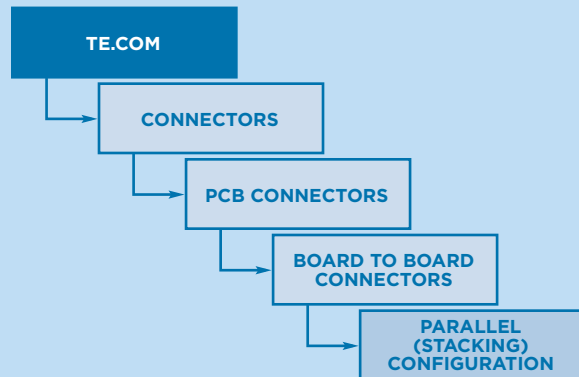 TE.COM
CONNECTORS
PCB CONNECTORS
BOARD TO BOARD
CONNECTORS
PARALLEL
(STACKING)
CONFIGURATION